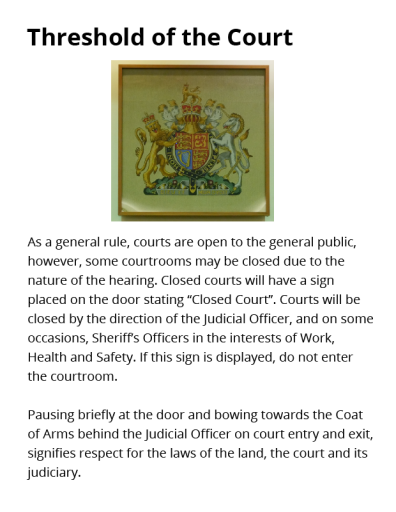 Threshold of the Court
As a general rule, courts are open to the general public,
however, some courtrooms may be closed due to the
nature of the hearing. Closed courts will have a sign
placed on the door stating “Closed Court”. Courts will be
closed by the direction of the Judicial Officer, and on some
occasions, Sheriff’s Officers in the interests of Work,
Health and Safety. If this sign is displayed, do not enter
the courtroom.
Pausing briefly at the door and bowing towards the Coat
of Arms behind the Judicial Officer on court entry and exit,
signifies respect for the laws of the land, the court and its
judiciary.